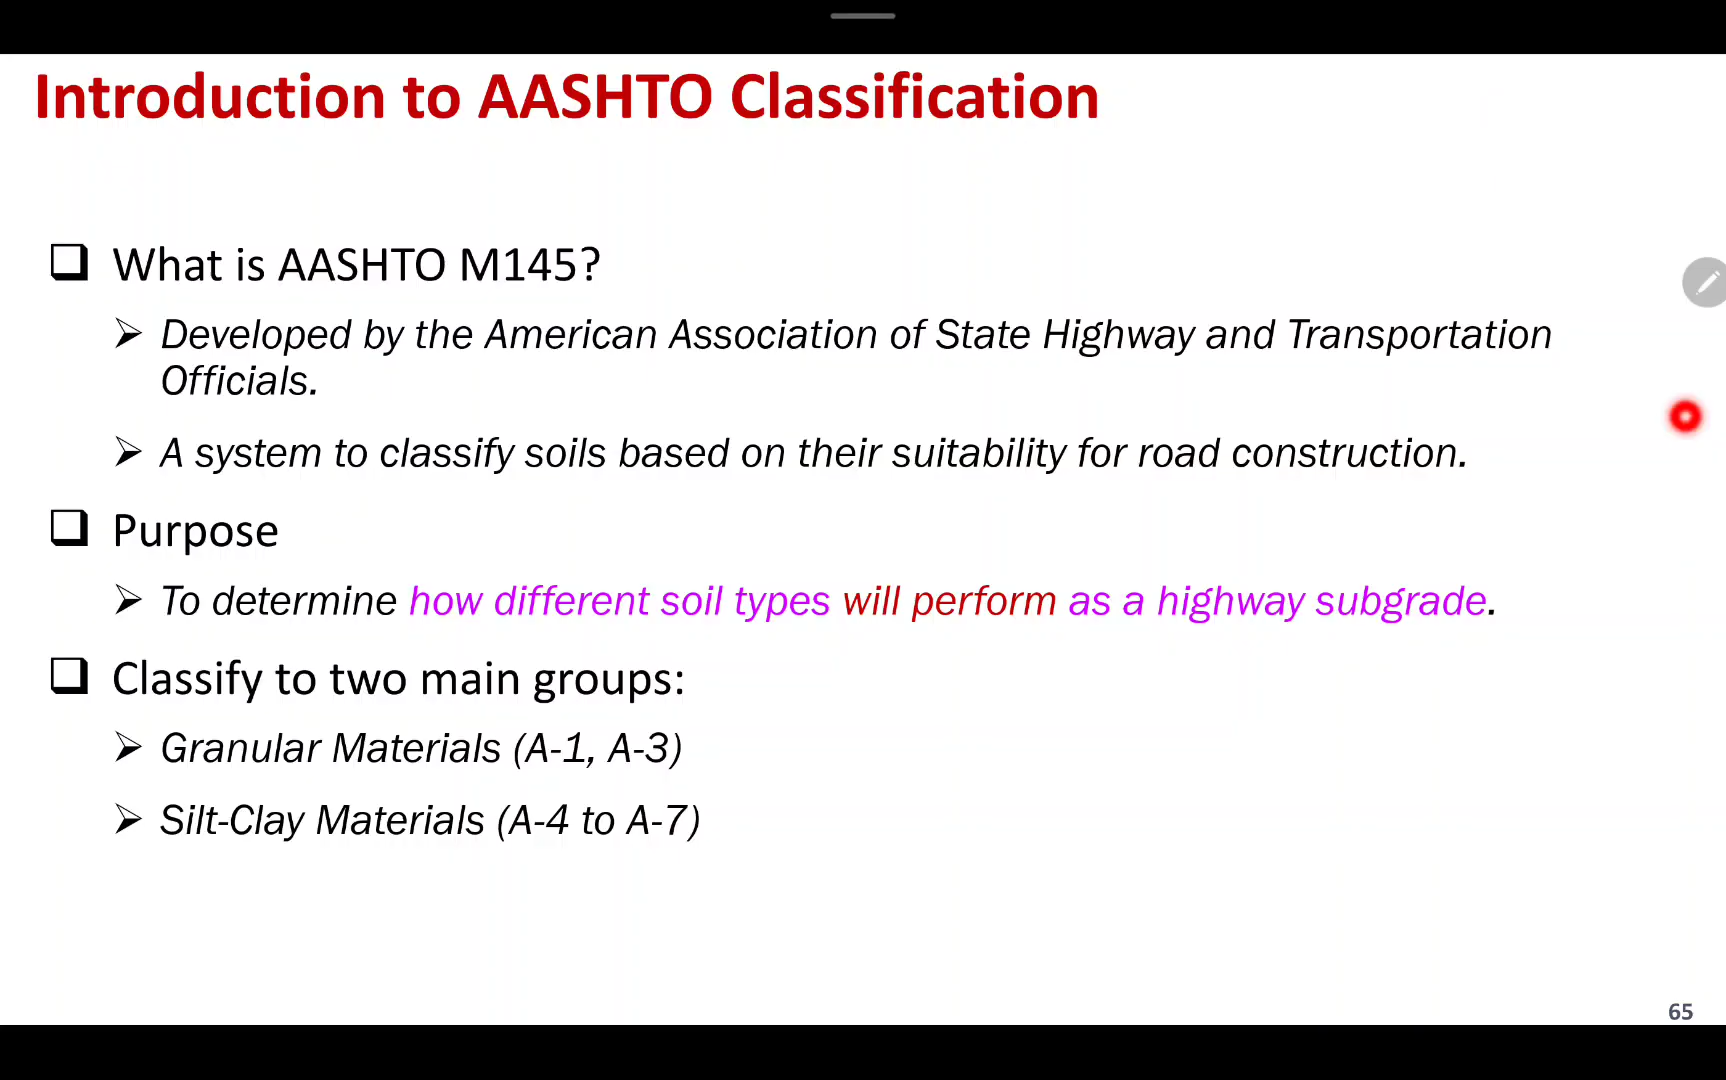 Introduction to AASHTO Classification
What is AASHTO M145?
Developed by the American Association of State Highway and Transportation
Officials.
A system to classify soils based on their suitability for road construction.
Purpose
To determine how different soil types will perform as a highway subgrade.
Classify to two main groups:
Granular Materials (A-1, A-3)
Silt-Clay Materials (A-4 to A-7)
65